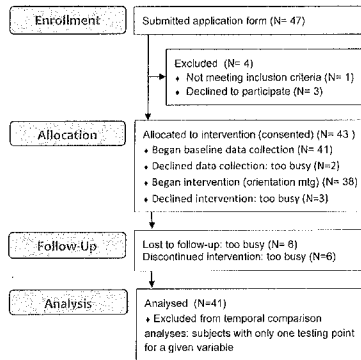 Enrollment
Submitted application form (N= 47)
Excluded (N= 4)
♦ Not meeting inclusion criteria (N= 1)
♦ Declined to participate (N= 3)
Allocation
Allocated to intervention (consented) (N= 43 )
♦ Began baseline data collection (N= 41)
♦ Declined data collection: too busy (N=2)
♦ Began intervention (orientation mtg) (N= 38)
♦ Declined intervention: too busy (N=3)
Follow-Up
Lost to follow-up: too busy (N= 6)
Discontinued intervention: too busy (N=6)
Analysis
Analysed (N=41)
♦ Excluded from temporal comparison
analyses: subjects with only one testing point
for a given variable